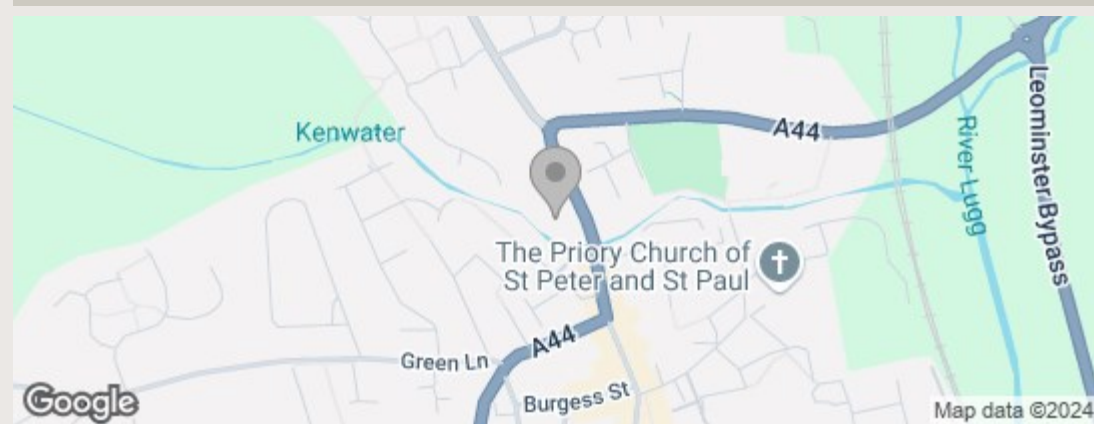 Kenwater
A44
River Lugg
Leominster Bypass
The Priory Church of
St Peter and St Paul
A44
Green Ln
Burgess St
Google
Map data ©2024